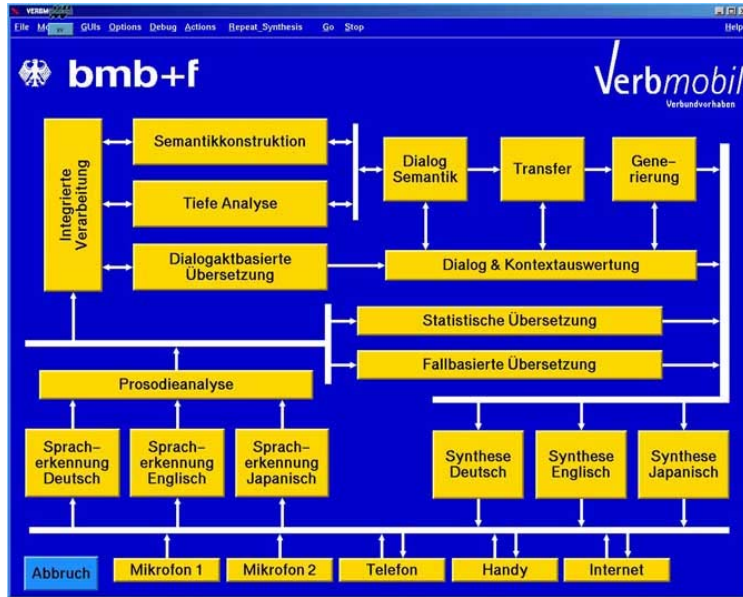 File
GUIs Options Debug Actions Repeat_Synthesis Go Stop Help
bmb+f
Verbmobil
Verbundvorhaben
Integrierte
Verarbeitung
Semantikkonstruktion
Tiefe Analyse
Dialogaktbasierte
Übersetzung
Dialog
Semantik
Transfer
Gene–
rierung
Dialog & Kontextauswertung
Statistische Übersetzung
Fallbasierte Übersetzung
Prosodieanalyse
Sprach–
erkennung
Deutsch
Sprach–
erkennung
Englisch
Sprach–
erkennung
Japanisch
Synthese
Deutsch
Synthese
Englisch
Synthese
Japanisch
Abbruch
Mikrofon 1
Mikrofon 2
Telefon
Handy
Internet